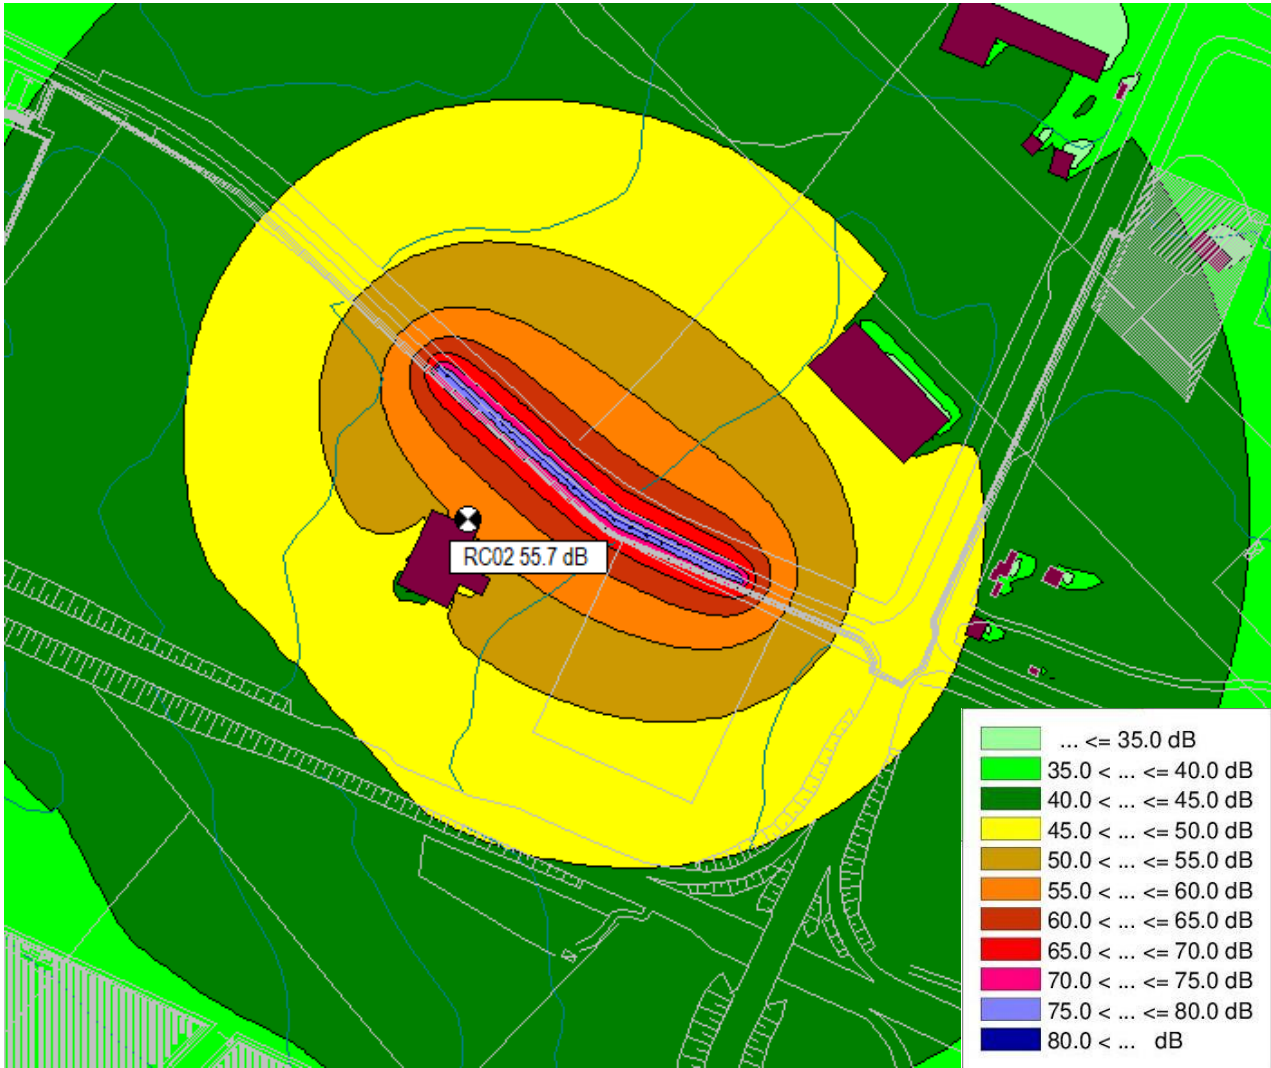 RC02 55.7 dB
... <= 35.0 dB
35.0 < ... <= 40.0 dB
40.0 < ... <= 45.0 dB
45.0 < ... <= 50.0 dB
50.0 < ... <= 55.0 dB
55.0 < ... <= 60.0 dB
60.0 < ... <= 65.0 dB
65.0 < ... <= 70.0 dB
70.0 < ... <= 75.0 dB
75.0 < ... <= 80.0 dB
80.0 < ... dB